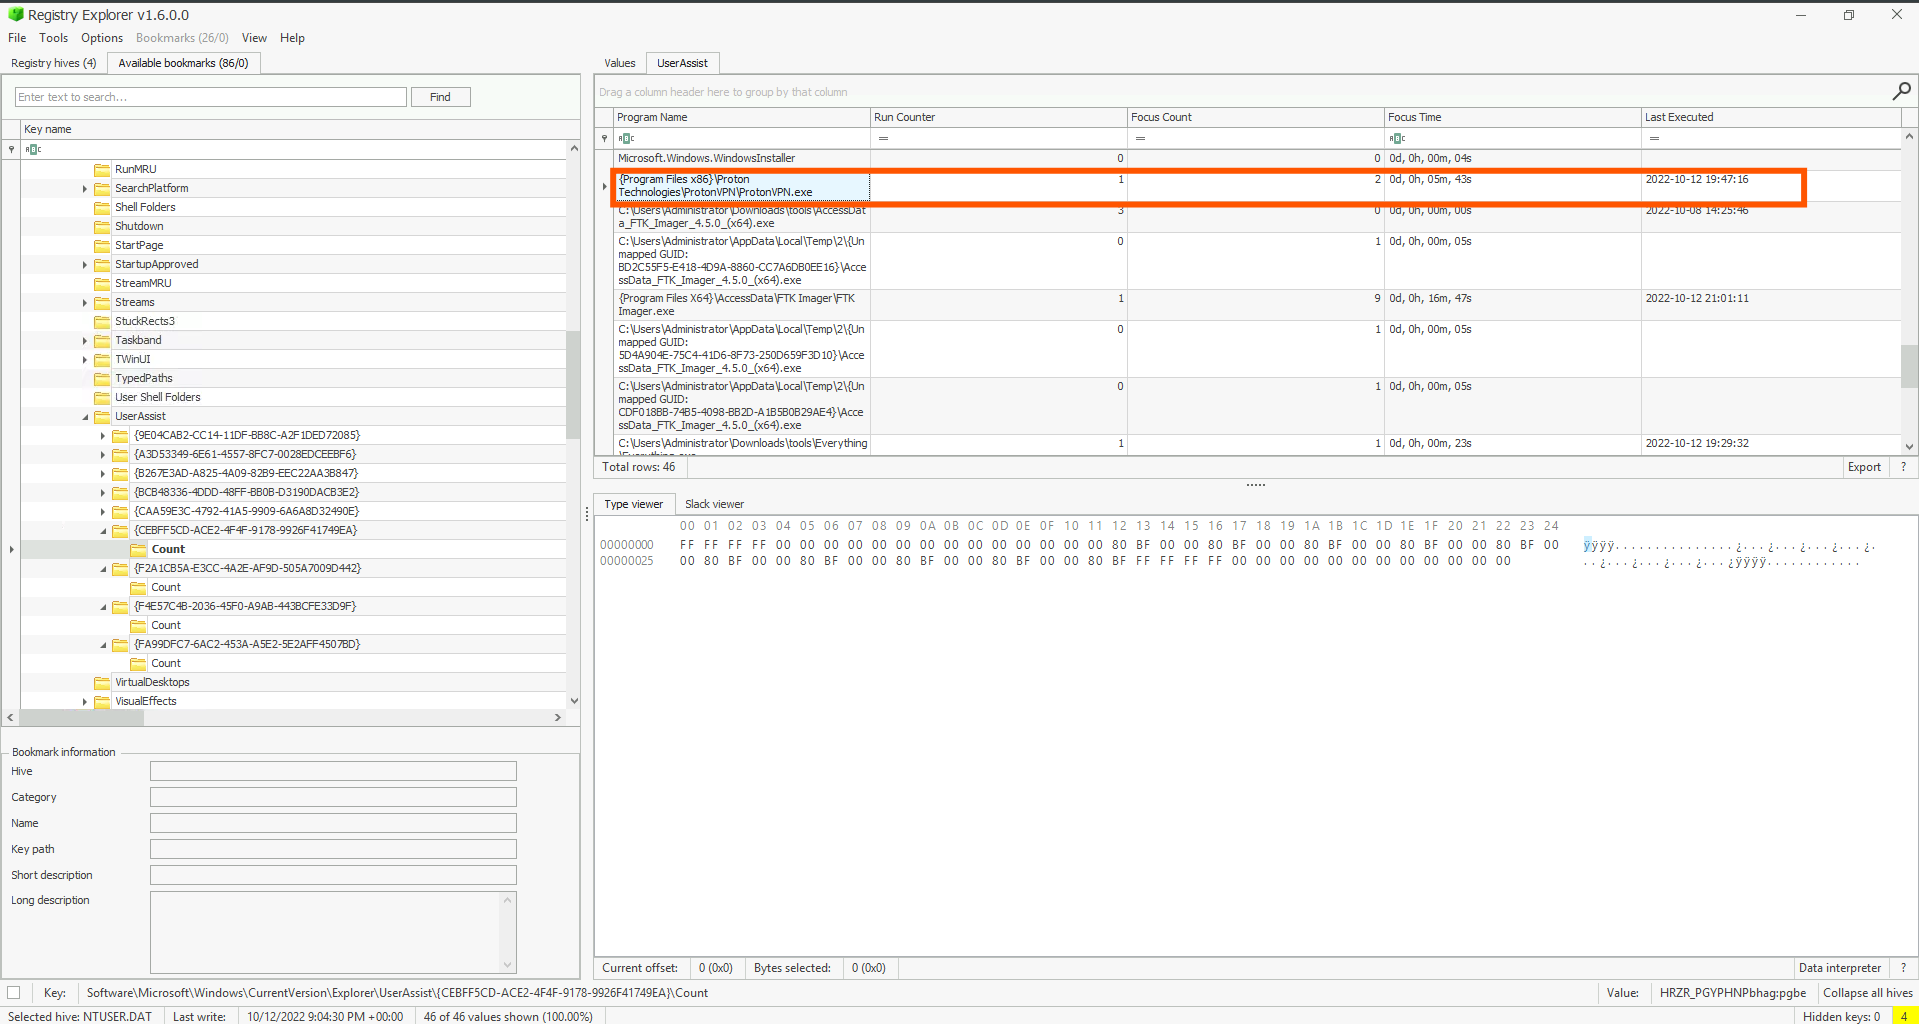 Registry Explorer v1.6.0.0
File Tools Options Bookmarks (26/0) View Help
Registry hives (4) Available bookmarks (86/0)
Enter text to search... Find
Key name
RunMRU
SearchPlatform
Shell Folders
Shutdown
StartPage
StartupApproved
StreamMRU
Streams
StuckRects3
Taskband
TWinUI
TypedPaths
User Shell Folders
UserAssist
{9E04CAB2-CC14-11DF-BB8C-A2F1DED72085}
{A3D53349-6E61-4557-8FC7-0028EDCEEBF6}
{B267E3AD-A825-4A09-82B9-EEC22AA3B847}
{BCB48336-4DDD-48FF-BB0B-D3190DACB3E2}
{CAA59E3C-4792-41A5-9909-6A6A8D32490E}
{CEBFF5CD-ACE2-4F4F-9178-9926F41749EA}
Count
{F2A1CB5A-E3CC-4A2E-AF9D-505A7009D442}
Count
{F4E57C4B-2036-45F0-A9AB-443BCFE33D9F}
Count
{FA99DFC7-6AC2-453A-A5E2-5E2AFF4507BD}
Count
VirtualDesktops
VisualEffects
Bookmark information
Hive
Category
Name
Key path
Short description
Long description
Values UserAssist
Drag a column header here to group by that column
Program Name Run Counter Focus Count Focus Time Last Executed
= = =
Microsoft.Windows.WindowsInstaller 0 0 0d, 0h, 00m, 04s
{Program Files x86}\Proton 1 2 0d, 0h, 05m, 43s 2022-10-12 19:47:16
Technologies\ProtonVPN\ProtonVPN.exe
C:\Users\Administrator\Downloads\tools\AccessDat 3 0 0d, 0h, 00m, 00s 2022-10-08 14:25:46
a_FTK_Imager_4.5.0_(x64).exe
C:\Users\Administrator\AppData\Local\Temp\2\{Un 0 1 0d, 0h, 00m, 05s
mapped GUID:
BD2C55F5-E418-4D9A-8860-CC7A6DB0EE16}\Acce
ssData_FTK_Imager_4.5.0_(x64).exe
{Program Files X64}\AccessData\FTK Imager\FTK 1 9 0d, 0h, 16m, 47s 2022-10-12 21:01:11
Imager.exe
C:\Users\Administrator\AppData\Local\Temp\2\{Un 0 1 0d, 0h, 00m, 05s
mapped GUID:
5D4A904E-75C4-41D6-8F73-250D659F3D10}\Acce
ssData_FTK_Imager_4.5.0_(x64).exe
C:\Users\Administrator\AppData\Local\Temp\2\{Un 0 1 0d, 0h, 00m, 05s
mapped GUID:
CDF018BB-74B5-4098-BB2D-A1B5B0B29AE4}\Acce
ssData_FTK_Imager_4.5.0_(x64).exe
C:\Users\Administrator\Downloads\tools\Everything 1 1 0d, 0h, 00m, 23s 2022-10-12 19:29:32
\Everything.exe
Total rows: 46 Export ?
Type viewer Slack viewer
00 01 02 03 04 05 06 07 08 09 0A 0B 0C 0D 0E 0F 10 11 12 13 14 15 16 17 18 19 1A 1B 1C 1D 1E 1F 20 21 22 23 24
00000000 FF FF FF FF 00 00 00 00 00 00 00 00 00 00 00 00 00 00 80 BF 00 00 80 BF 00 00 80 BF 00 00 80 BF 00 00 80 BF 00 ÿÿÿÿ...............¿...¿...¿...¿...¿.
00000025 00 80 BF 00 00 80 BF 00 00 80 BF 00 00 80 BF 00 00 80 BF FF FF FF FF 00 00 00 00 00 00 00 00 00 00 00 00 ..¿...¿...¿...¿...¿ÿÿÿÿ............
Current offset: 0 (0x0) Bytes selected: 0 (0x0) Data interpreter ?
Key: Software\Microsoft\Windows\CurrentVersion\Explorer\UserAssist\{CEBFF5CD-ACE2-4F4F-9178-9926F41749EA}\Count Value: HRZR_PGYPHNPbhag:pgbe Collapse all hives
Selected hive: NTUSER.DAT Last write: 10/12/2022 9:04:30 PM +00:00 46 of 46 values shown (100.00%) Hidden keys: 0 4